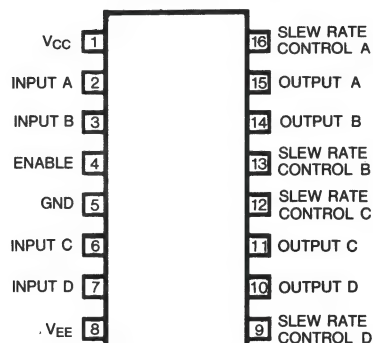 VCC 1
INPUT A 2
INPUT B 3
ENABLE 4
GND 5
INPUT C 6
INPUT D 7
VEE 8
16 SLEW RATE
CONTROL A
15 OUTPUT A
14 OUTPUT B
13 SLEW RATE
CONTROL B
12 SLEW RATE
CONTROL C
11 OUTPUT C
10 OUTPUT D
9 SLEW RATE
CONTROL D